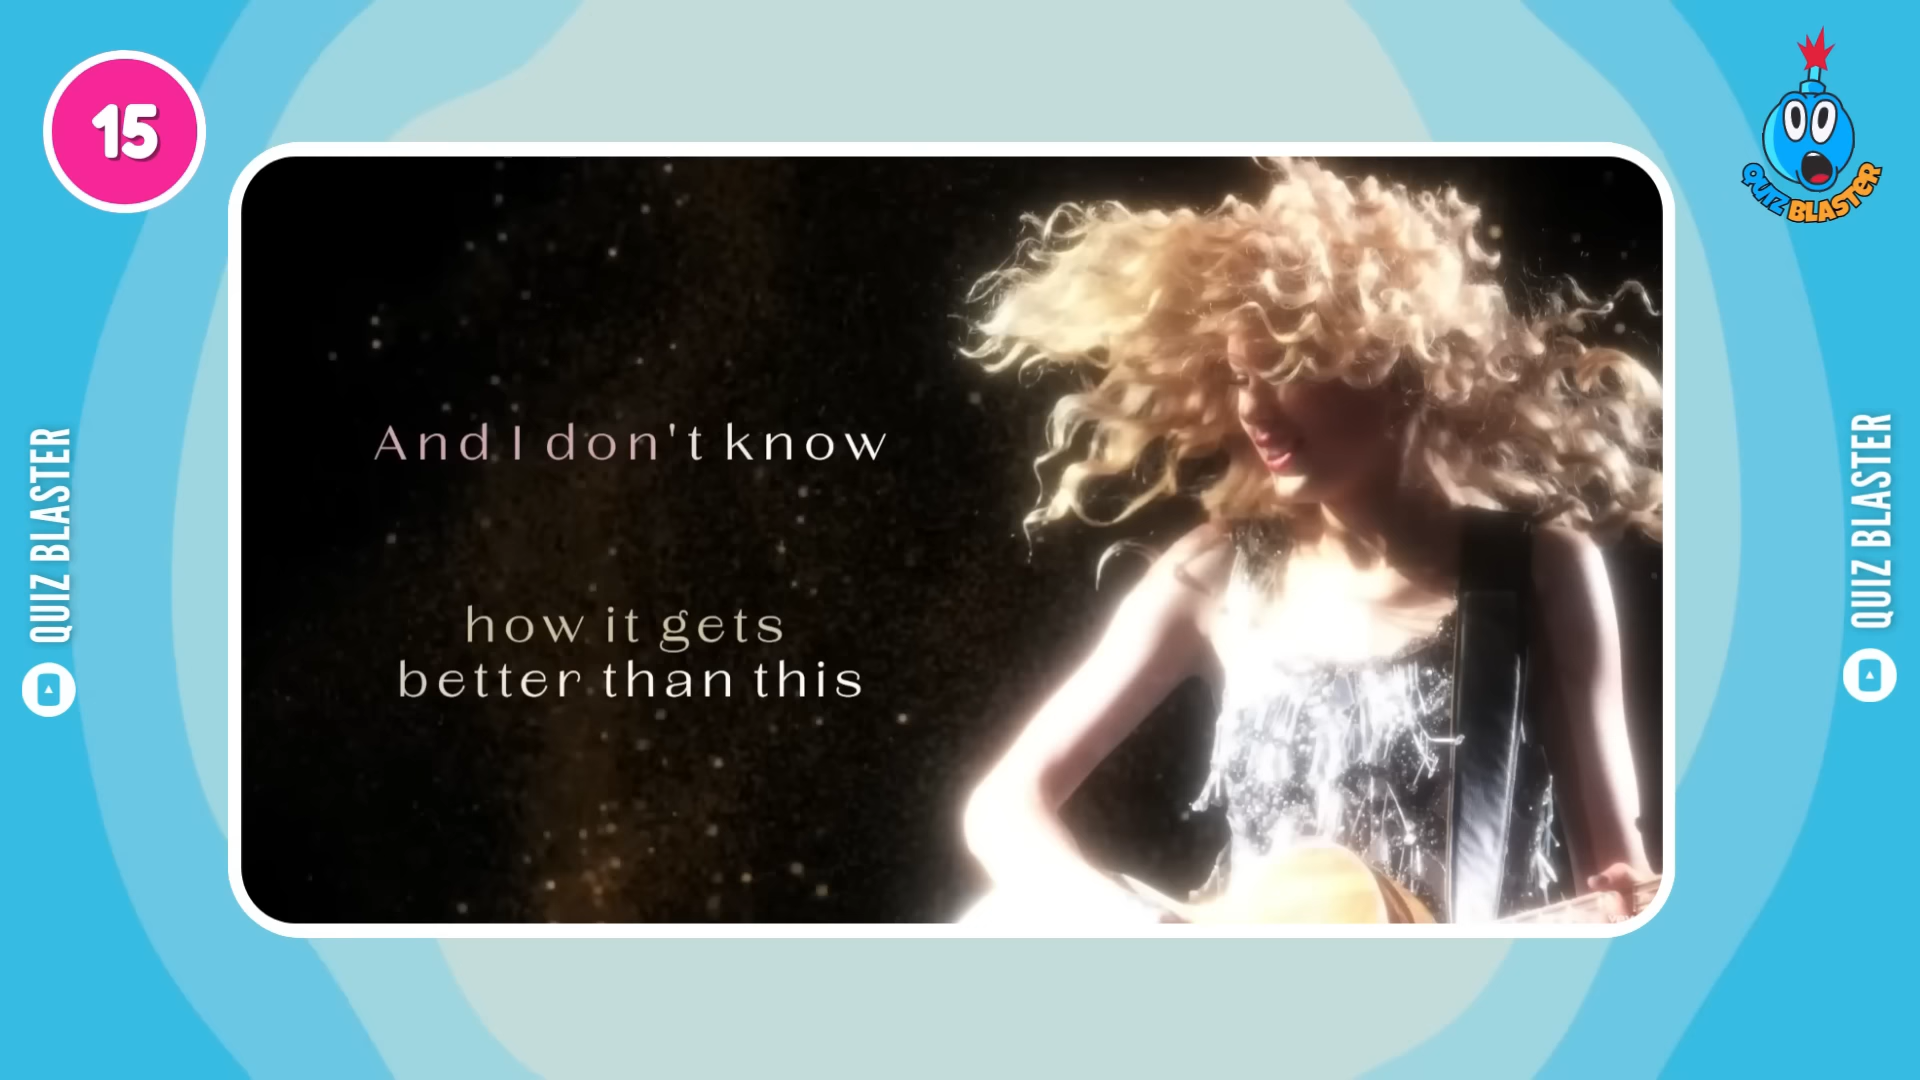 15
QUIZ BLASTER
And I don't know
how it gets
better than this
QUIZ BLASTER
QUIZ BLASTER